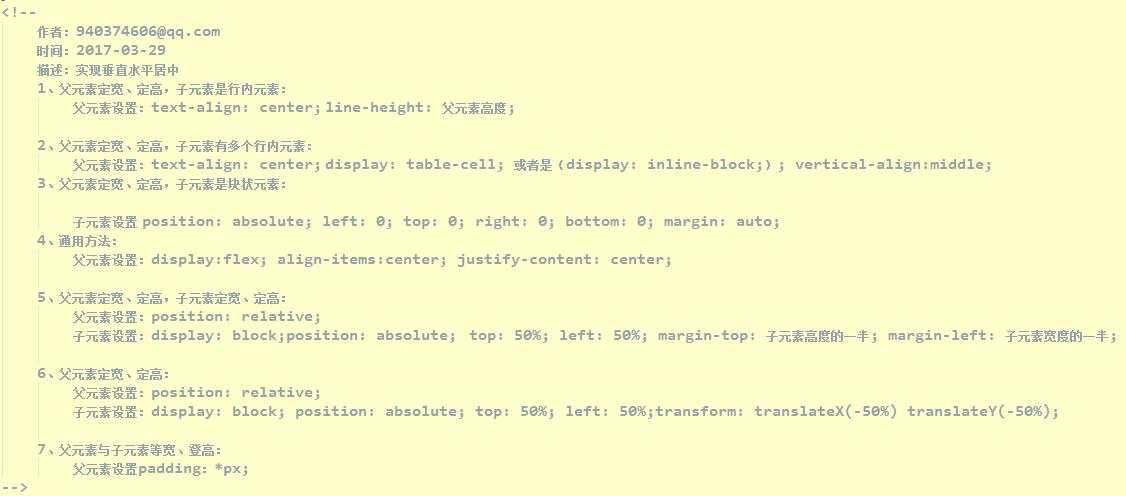 <!--
作者：940374606@qq.com
时间：2017-03-29
描述：实现垂直水平居中
1、父元素定宽、定高，子元素是行内元素：
父元素设置：text-align: center；line-height: 父元素高度；
2、父元素定宽、定高，子元素有多个行内元素：
父元素设置：text-align: center；display: table-cell; 或者是（display: inline-block;）; vertical-align:middle;
3、父元素定宽、定高，子元素是块状元素：
子元素设置 position: absolute; left: 0; top: 0; right: 0; bottom: 0; margin: auto;
4、通用方法：
父元素设置：display:flex; align-items:center; justify-content: center;
5、父元素定宽、定高，子元素定宽、定高：
父元素设置：position: relative;
子元素设置：display: block;position: absolute; top: 50%; left: 50%; margin-top: 子元素高度的一半; margin-left: 子元素宽度的一半;
6、父元素定宽、定高：
父元素设置：position: relative;
子元素设置：display: block; position: absolute; top: 50%; left: 50%;transform: translateX(-50%) translateY(-50%);
7、父元素与子元素等宽、登高：
父元素设置padding：*px;
-->